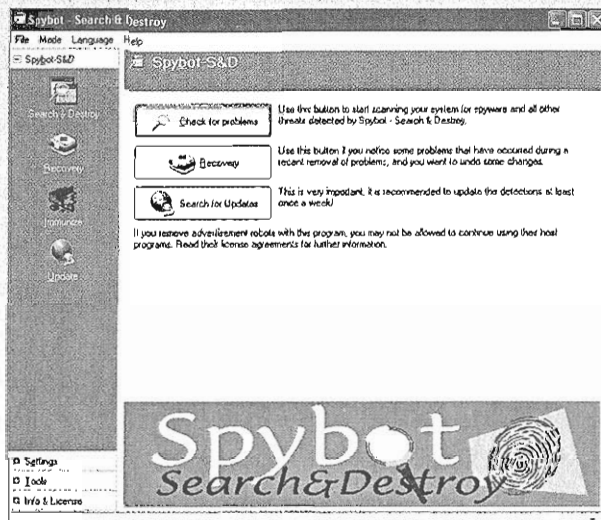 Spybot - Search & Destroy
File Mode Language Help
Spybot-S&D
Search & Destroy
Recovery
Immunize
Update
Settings
Tools
Info & License
Spybot-S&D
Check for problems
Use this button to start scanning your system for spyware and all other
threats detected by Spybot - Search & Destroy.
Recovery
Use this button if you notice some problems that have occurred during a
recent removal of problems, and you want to undo some changes.
Search for Updates
This is very important, it is recommended to update the detections at least
once a week!
If you remove advertisement robots with this program, you may not be allowed to continue using their host
programs. Read their license agreements for further information.
Spybot
Search&Destroy